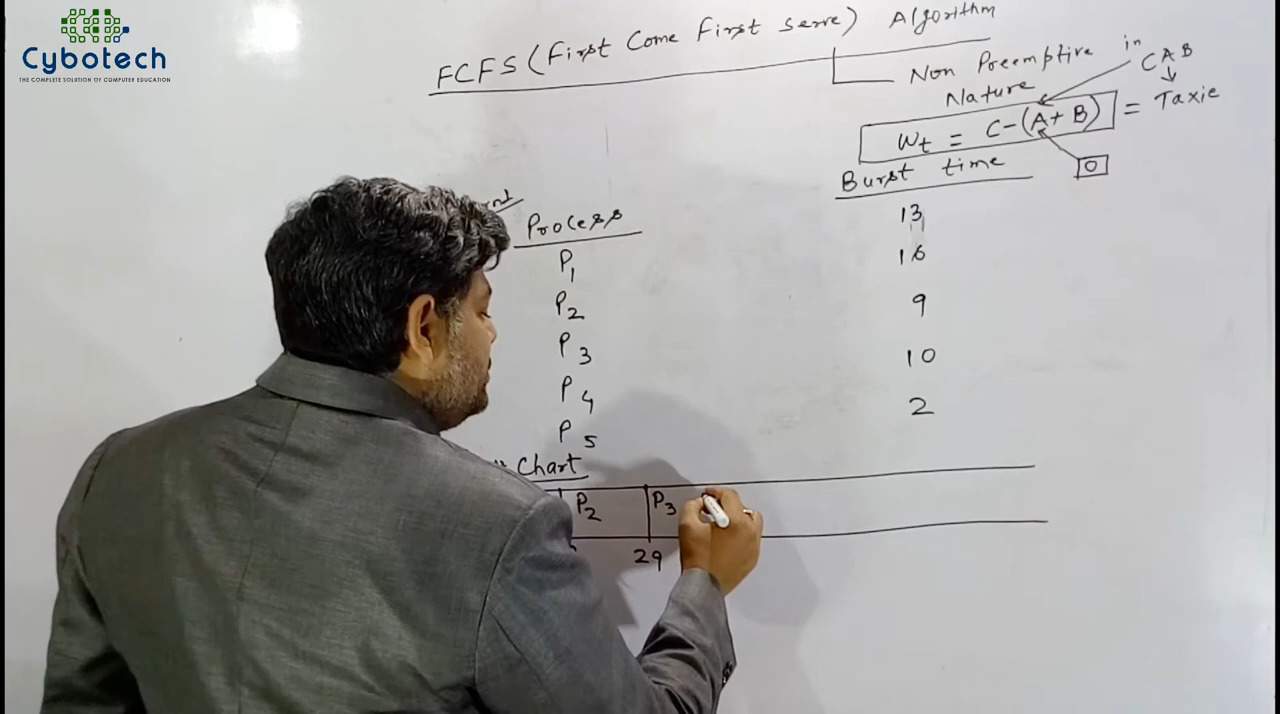 Cybotech
THE COMPLETE SOLUTION OF COMPUTER EDUCATION
FCFS (First Come First Serve) Algorithm
Non Preemptive in CAB
Nature
Wt = C-(A+B) = Taxie
0
Process Burst time
P1 13
P2 16
P3 9
P4 10
P5 2
Chart
P2 P3
29